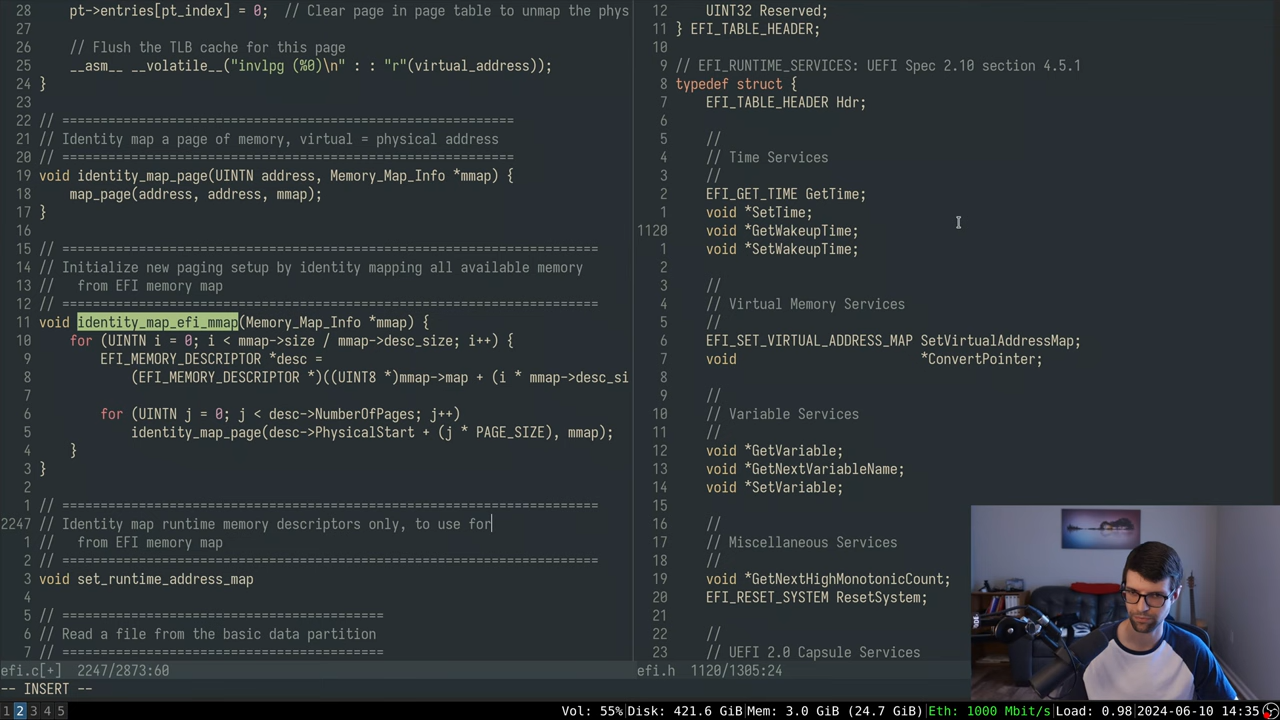 28    pt->entries[pt_index] = 0;  // Clear page in page table to unmap the phys
27
26    // Flush the TLB cache for this page
25    __asm__ __volatile__("invlpg (%0)\n" : : "r"(virtual_address));
24 }
23
22 // =============================================================
21 // Identity map a page of memory, virtual = physical address
20 // =============================================================
19 void identity_map_page(UINTN address, Memory_Map_Info *mmap) {
18    map_page(address, address, mmap);
17 }
16
15 // ========================================================================
14 // Initialize new paging setup by identity mapping all available memory
13 //   from EFI memory map
12 // ========================================================================
11 void identity_map_efi_mmap(Memory_Map_Info *mmap) {
10    for (UINTN i = 0; i < mmap->size / mmap->desc_size; i++) {
9        EFI_MEMORY_DESCRIPTOR *desc =
8            (EFI_MEMORY_DESCRIPTOR *)((UINT8 *)mmap->map + (i * mmap->desc_si
7
6        for (UINTN j = 0; j < desc->NumberOfPages; j++)
5            identity_map_page(desc->PhysicalStart + (j * PAGE_SIZE), mmap);
4    }
3 }
2
1 // ========================================================================
2247 // Identity map runtime memory descriptors only, to use for
1 //   from EFI memory map
2 // ========================================================================
3 void set_runtime_address_map
4
5 // ============================================
6 // Read a file from the basic data partition
7 // ============================================
efi.c[+]  2247/2873:60
12    UINT32 Reserved;
11 } EFI_TABLE_HEADER;
10
9 // EFI_RUNTIME_SERVICES: UEFI Spec 2.10 section 4.5.1
8 typedef struct {
7    EFI_TABLE_HEADER Hdr;
6
5    //
4    // Time Services
3    //
2    EFI_GET_TIME GetTime;
1    void *SetTime;
1120    void *GetWakeupTime;
1    void *SetWakeupTime;
2
3    //
4    // Virtual Memory Services
5    //
6    EFI_SET_VIRTUAL_ADDRESS_MAP SetVirtualAddressMap;
7    void                        *ConvertPointer;
8
9    //
10    // Variable Services
11    //
12    void *GetVariable;
13    void *GetNextVariableName;
14    void *SetVariable;
15
16    //
17    // Miscellaneous Services
18    //
19    void *GetNextHighMonotonicCount;
20    EFI_RESET_SYSTEM ResetSystem;
21
22    //
23    // UEFI 2.0 Capsule Services
efi.h  1120/1305:24
-- INSERT --
1 2 3 4 5
Vol: 55% Disk: 421.6 GiB Mem: 3.0 GiB (24.7 GiB) Eth: 1000 Mbit/s Load: 0.98 2024-06-10 14:35